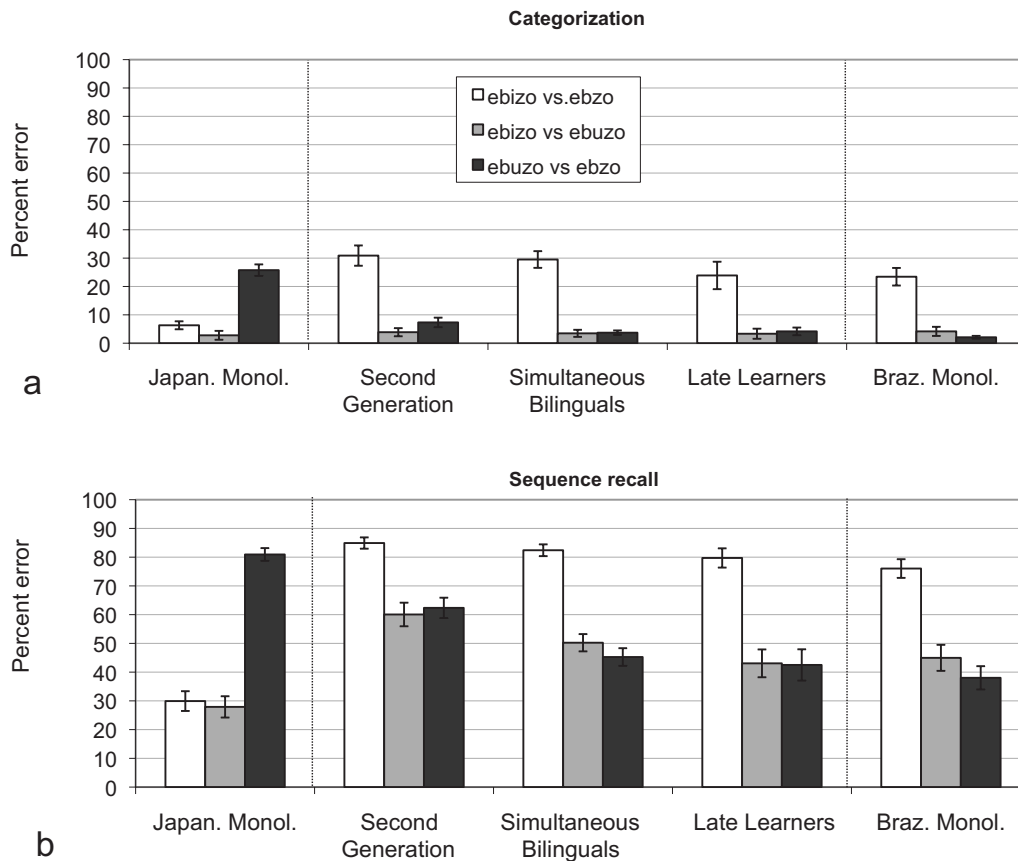 Categorization
Percent error
100
90
80
70
60
50
40
30
20
10
0
ebizo vs.ebzo
ebizo vs ebuzo
ebuzo vs ebzo
a
Japan. Monol.
Second
Generation
Simultaneous
Bilinguals
Late Learners
Braz. Monol.
Sequence recall
Percent error
100
90
80
70
60
50
40
30
20
10
0
b
Japan. Monol.
Second
Generation
Simultaneous
Bilinguals
Late Learners
Braz. Monol.